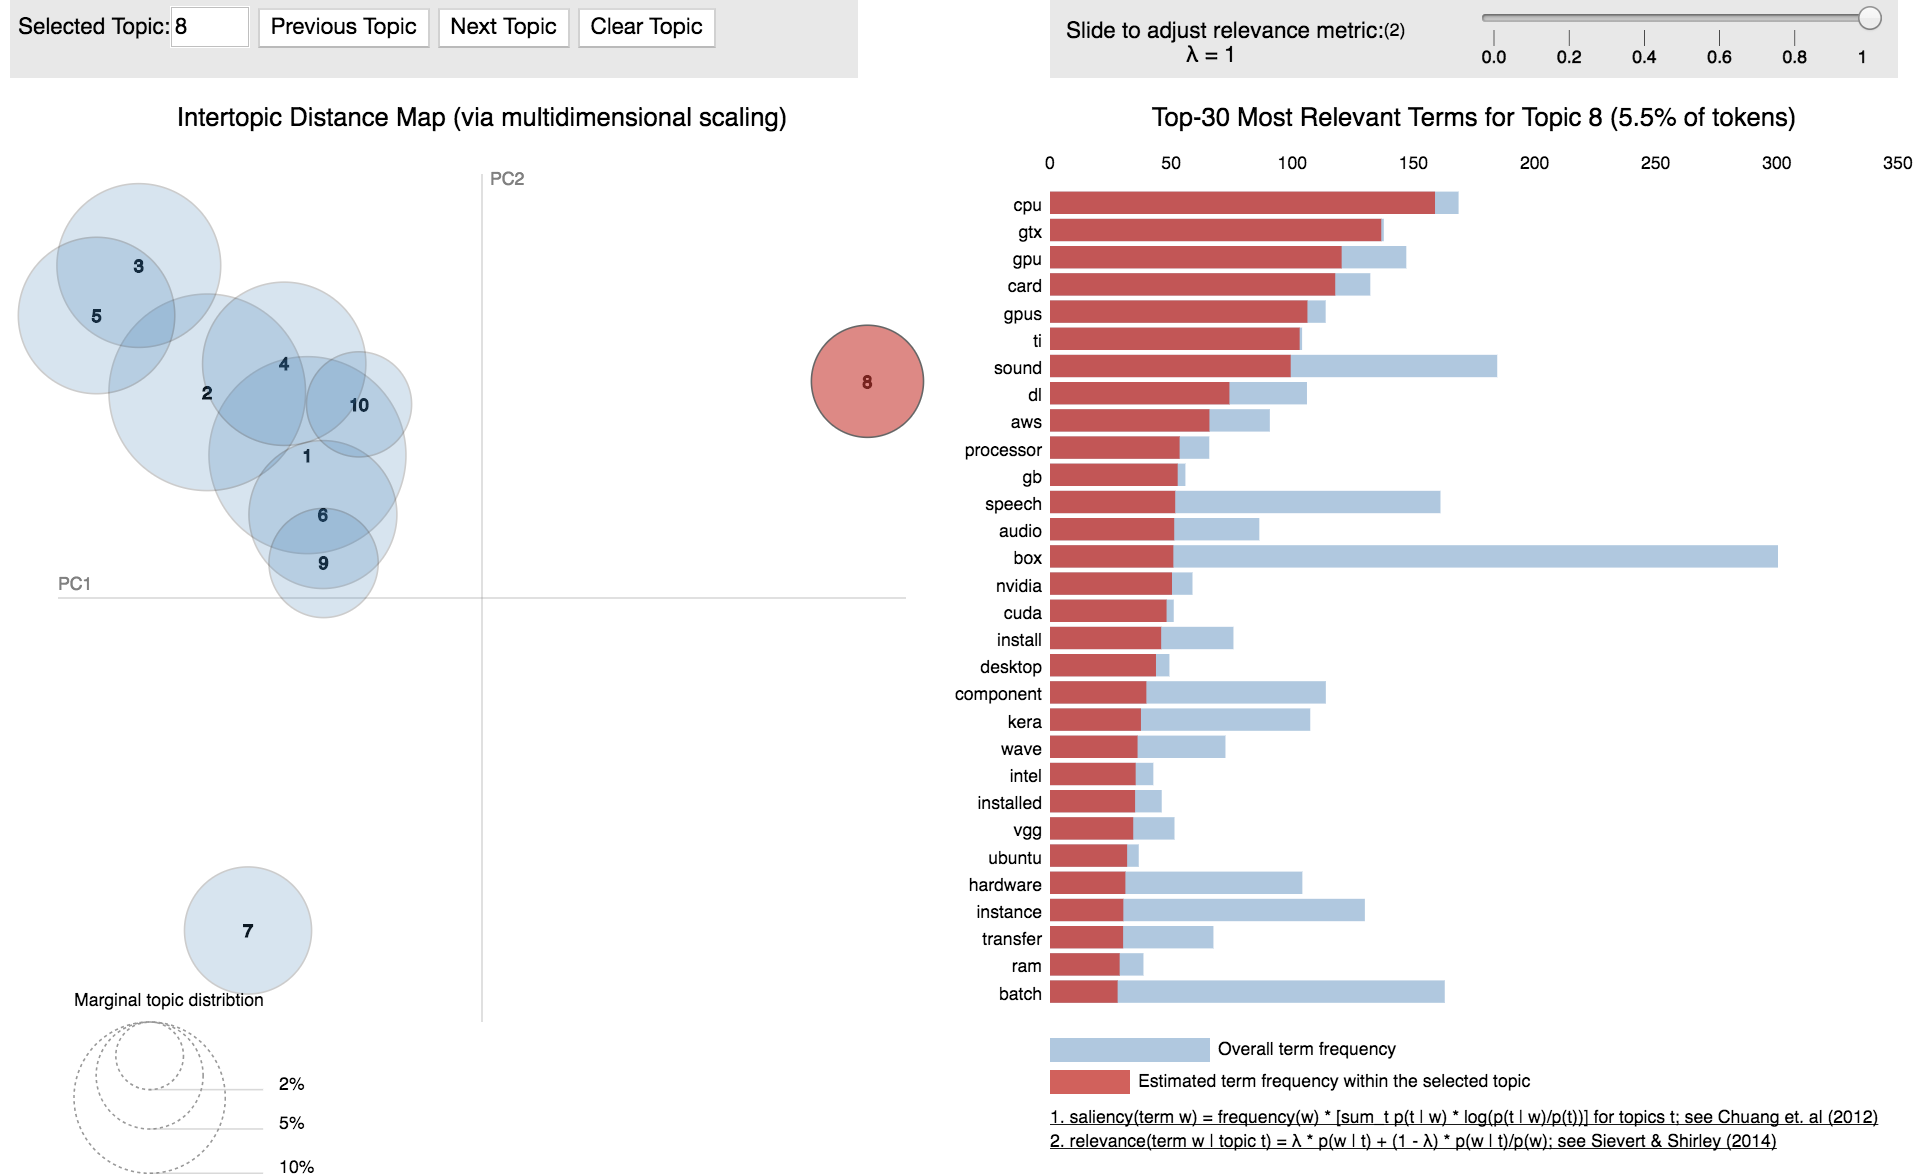 Selected Topic: 8 Previous Topic Next Topic Clear Topic
Slide to adjust relevance metric:(2)
λ = 1
0.0 0.2 0.4 0.6 0.8 1
Intertopic Distance Map (via multidimensional scaling)
PC2
3
5
4
2
10
8
1
6
9
PC1
7
Marginal topic distribtion
2%
5%
10%
Top-30 Most Relevant Terms for Topic 8 (5.5% of tokens)
0 50 100 150 200 250 300 350
cpu
gtx
gpu
card
gpus
ti
sound
dl
aws
processor
gb
speech
audio
box
nvidia
cuda
install
desktop
component
kera
wave
intel
installed
vgg
ubuntu
hardware
instance
transfer
ram
batch
Overall term frequency
Estimated term frequency within the selected topic
1. saliency(term w) = frequency(w) * [sum_t p(t | w) * log(p(t | w)/p(t))] for topics t; see Chuang et. al (2012)
2. relevance(term w | topic t) = λ * p(w | t) + (1 - λ) * p(w | t)/p(w); see Sievert & Shirley (2014)